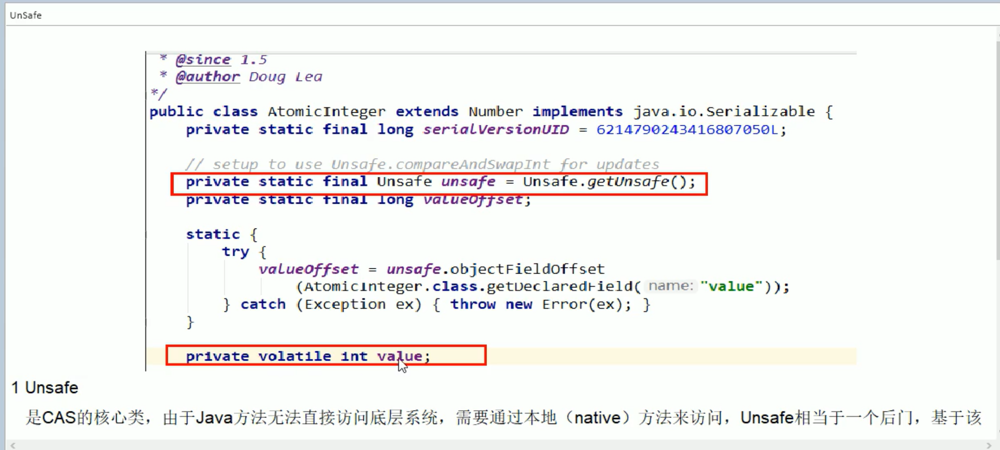 UnSafe
* @since 1.5
* @author Doug Lea
*/
public class AtomicInteger extends Number implements java.io.Serializable {
private static final long serialVersionUID = 6214790243416807050L;
// setup to use Unsafe.compareAndSwapInt for updates
private static final Unsafe unsafe = Unsafe.getUnsafe();
private static final long valueOffset;
static {
try {
valueOffset = unsafe.objectFieldOffset
(AtomicInteger.class.getDeclaredField( name: "value"));
} catch (Exception ex) { throw new Error(ex); }
}
private volatile int value;
1 Unsafe
是CAS的核心类，由于Java方法无法直接访问底层系统，需要通过本地（native）方法来访问，Unsafe相当于一个后门，基于该